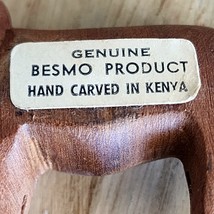 GENUINE
BESMO PRODUCT
HAND CARVED IN KENYA